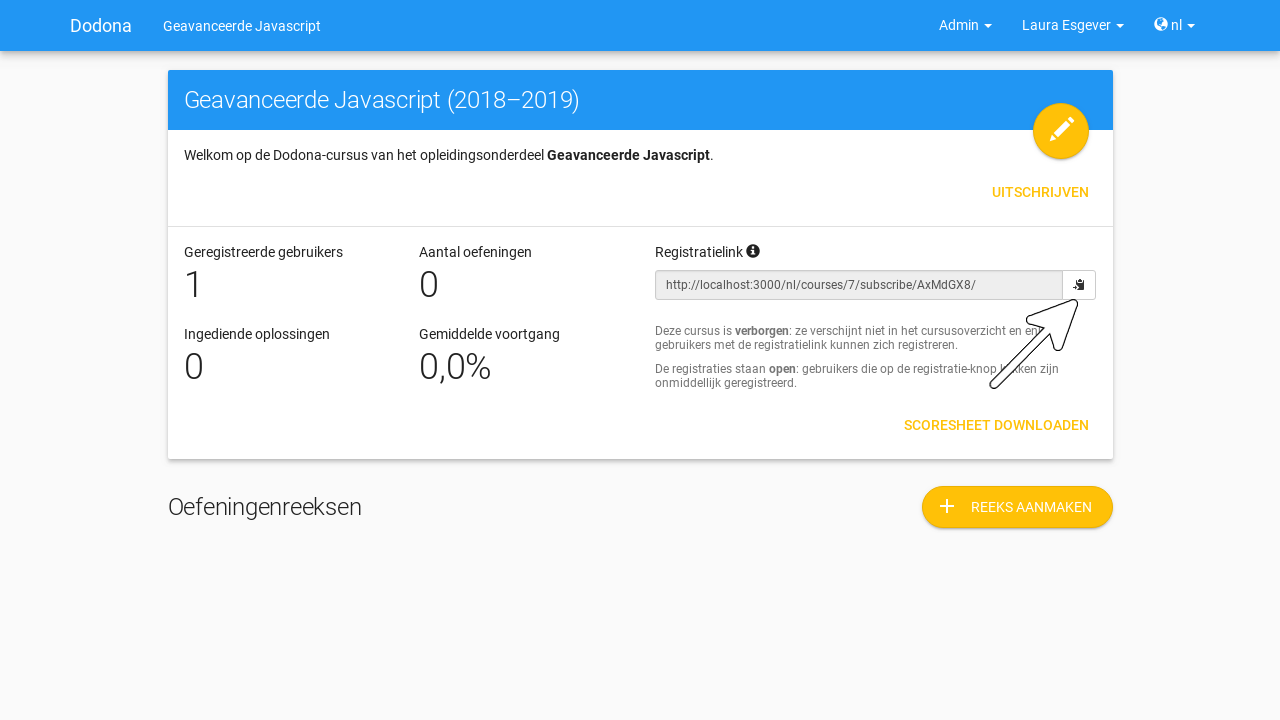 Dodona
Geavanceerde Javascript
Admin
Laura Esgever
nl
Geavanceerde Javascript (2018–2019)
Welkom op de Dodona-cursus van het opleidingsonderdeel Geavanceerde Javascript.
UITSCHRIJVEN
Geregistreerde gebruikers
1
Aantal oefeningen
0
Registratielink
http://localhost:3000/nl/courses/7/subscribe/AxMdGX8/
Ingediende oplossingen
0
Gemiddelde voortgang
0,0%
Deze cursus is verborgen: ze verschijnt niet in het cursusoverzicht en
gebruikers met de registratielink kunnen zich registreren.
De registraties staan open: gebruikers die op de registratie-knop zijn
onmiddellijk geregistreerd.
SCORESHEET DOWNLOADEN
Oefeningenreeksen
REEKS AANMAKEN